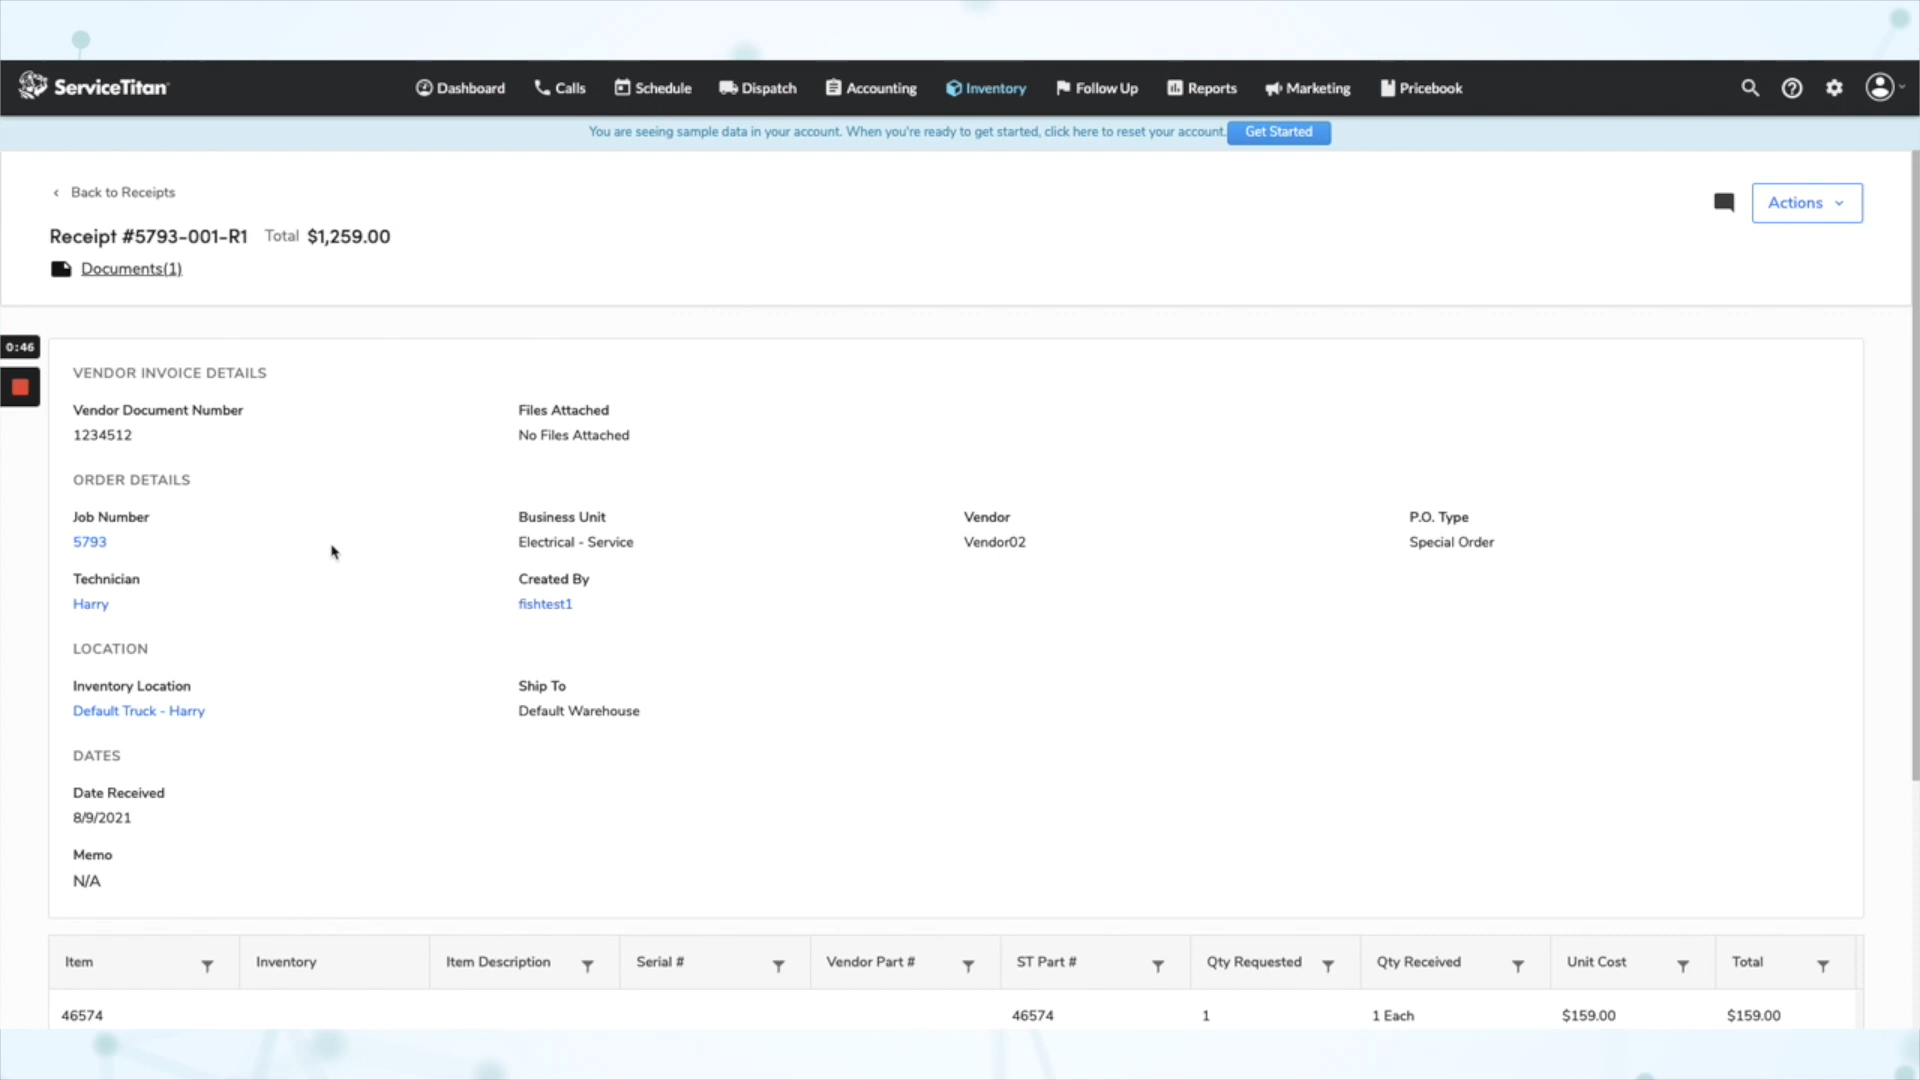 ServiceTitan
Dashboard Calls Schedule Dispatch Accounting Inventory Follow Up Reports Marketing Pricebook
You are seeing sample data in your account. When you're ready to get started, click here to reset your account. Get Started
Back to Receipts
Actions
Receipt #5793-001-R1 Total $1,259.00
Documents(1)
0:46
VENDOR INVOICE DETAILS
Vendor Document Number Files Attached
1234512 No Files Attached
ORDER DETAILS
Job Number Business Unit Vendor P.O. Type
5793 Electrical - Service Vendor02 Special Order
Technician Created By
Harry fishtest1
LOCATION
Inventory Location Ship To
Default Truck - Harry Default Warehouse
DATES
Date Received
8/9/2021
Memo
N/A
Item Inventory Item Description Serial # Vendor Part # ST Part # Qty Requested Qty Received Unit Cost Total
46574 46574 1 1 Each $159.00 $159.00